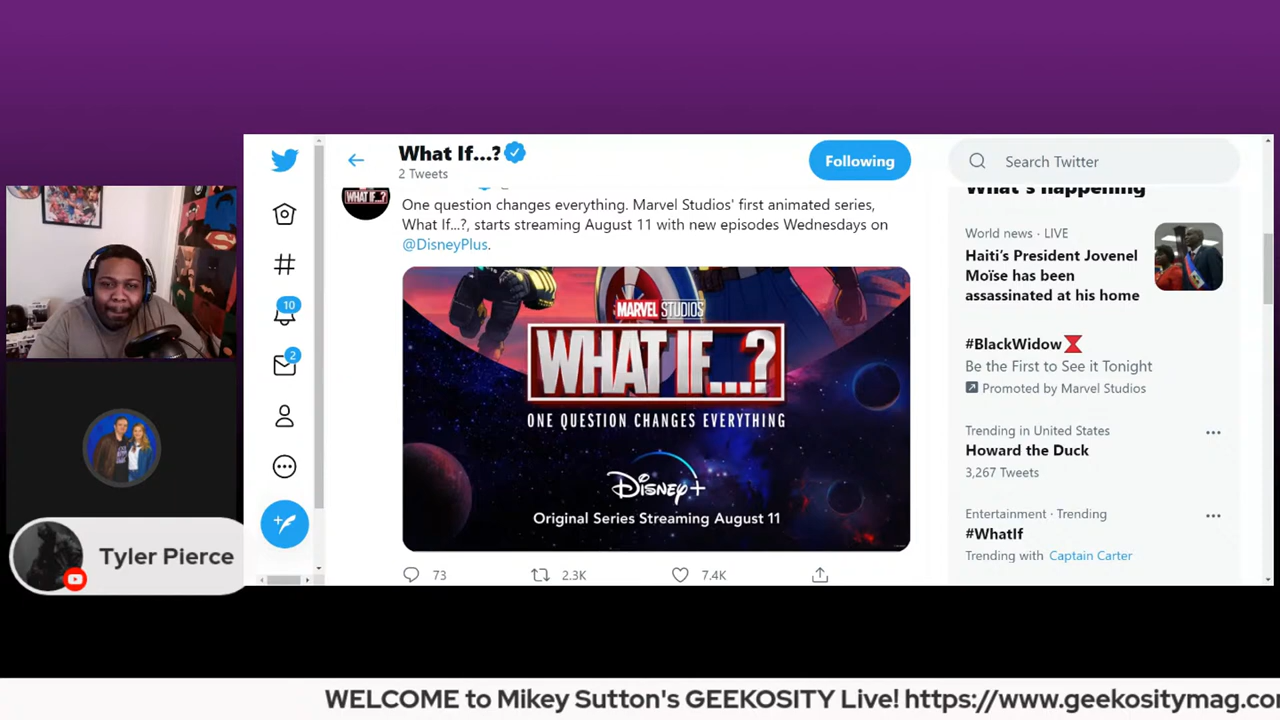 What If...?
2 Tweets
Following
Search Twitter
What's happening
WHAT IF...?
One question changes everything. Marvel Studios' first animated series,
What If...?, starts streaming August 11 with new episodes Wednesdays on
@DisneyPlus.
MARVEL STUDIOS
WHAT IF...?
ONE QUESTION CHANGES EVERYTHING
Disney+
Original Series Streaming August 11
73
2.3K
7.4K
10
2
World news · LIVE
Haiti's President Jovenel
Moïse has been
assassinated at his home
#BlackWidow
Be the First to See it Tonight
Promoted by Marvel Studios
Trending in United States
Howard the Duck
3,267 Tweets
Entertainment · Trending
#WhatIf
Trending with Captain Carter
Tyler Pierce
WELCOME to Mikey Sutton's GEEKOSITY Live! https://www.geekositymag.co